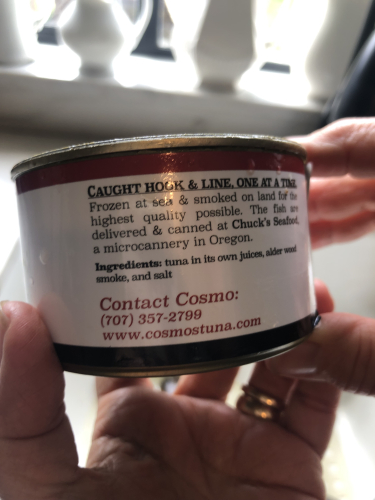 CAUGHT HOOK & LINE, ONE AT A TIME.
Frozen at sea & smoked on land for the
highest quality possible. The fish are
delivered & canned at Chuck's Seafood,
a microcannery in Oregon.
Ingredients: tuna in its own juices, alder wood
smoke, and salt
Contact Cosmo:
(707) 357-2799
www.cosmostuna.com